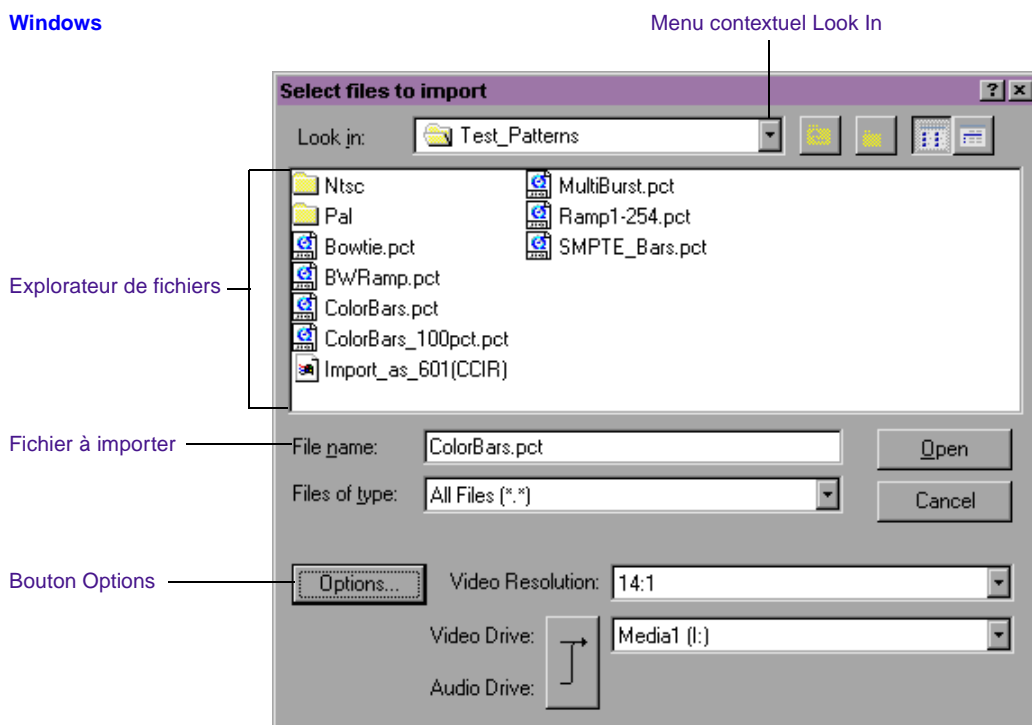 Windows
Menu contextuel Look In
Select files to import
Look in:
Test_Patterns
Ntsc
Pal
Bowtie.pct
BWRamp.pct
ColorBars.pct
ColorBars_100pct.pct
Import_as_601(CCIR)
MultiBurst.pct
Ramp1-254.pct
SMPTE_Bars.pct
Explorateur de fichiers
Fichier à importer
File name:
ColorBars.pct
Open
Files of type:
All Files (*.*)
Cancel
Bouton Options
Options...
Video Resolution:
14:1
Video Drive:
Media1 (I:)
Audio Drive: